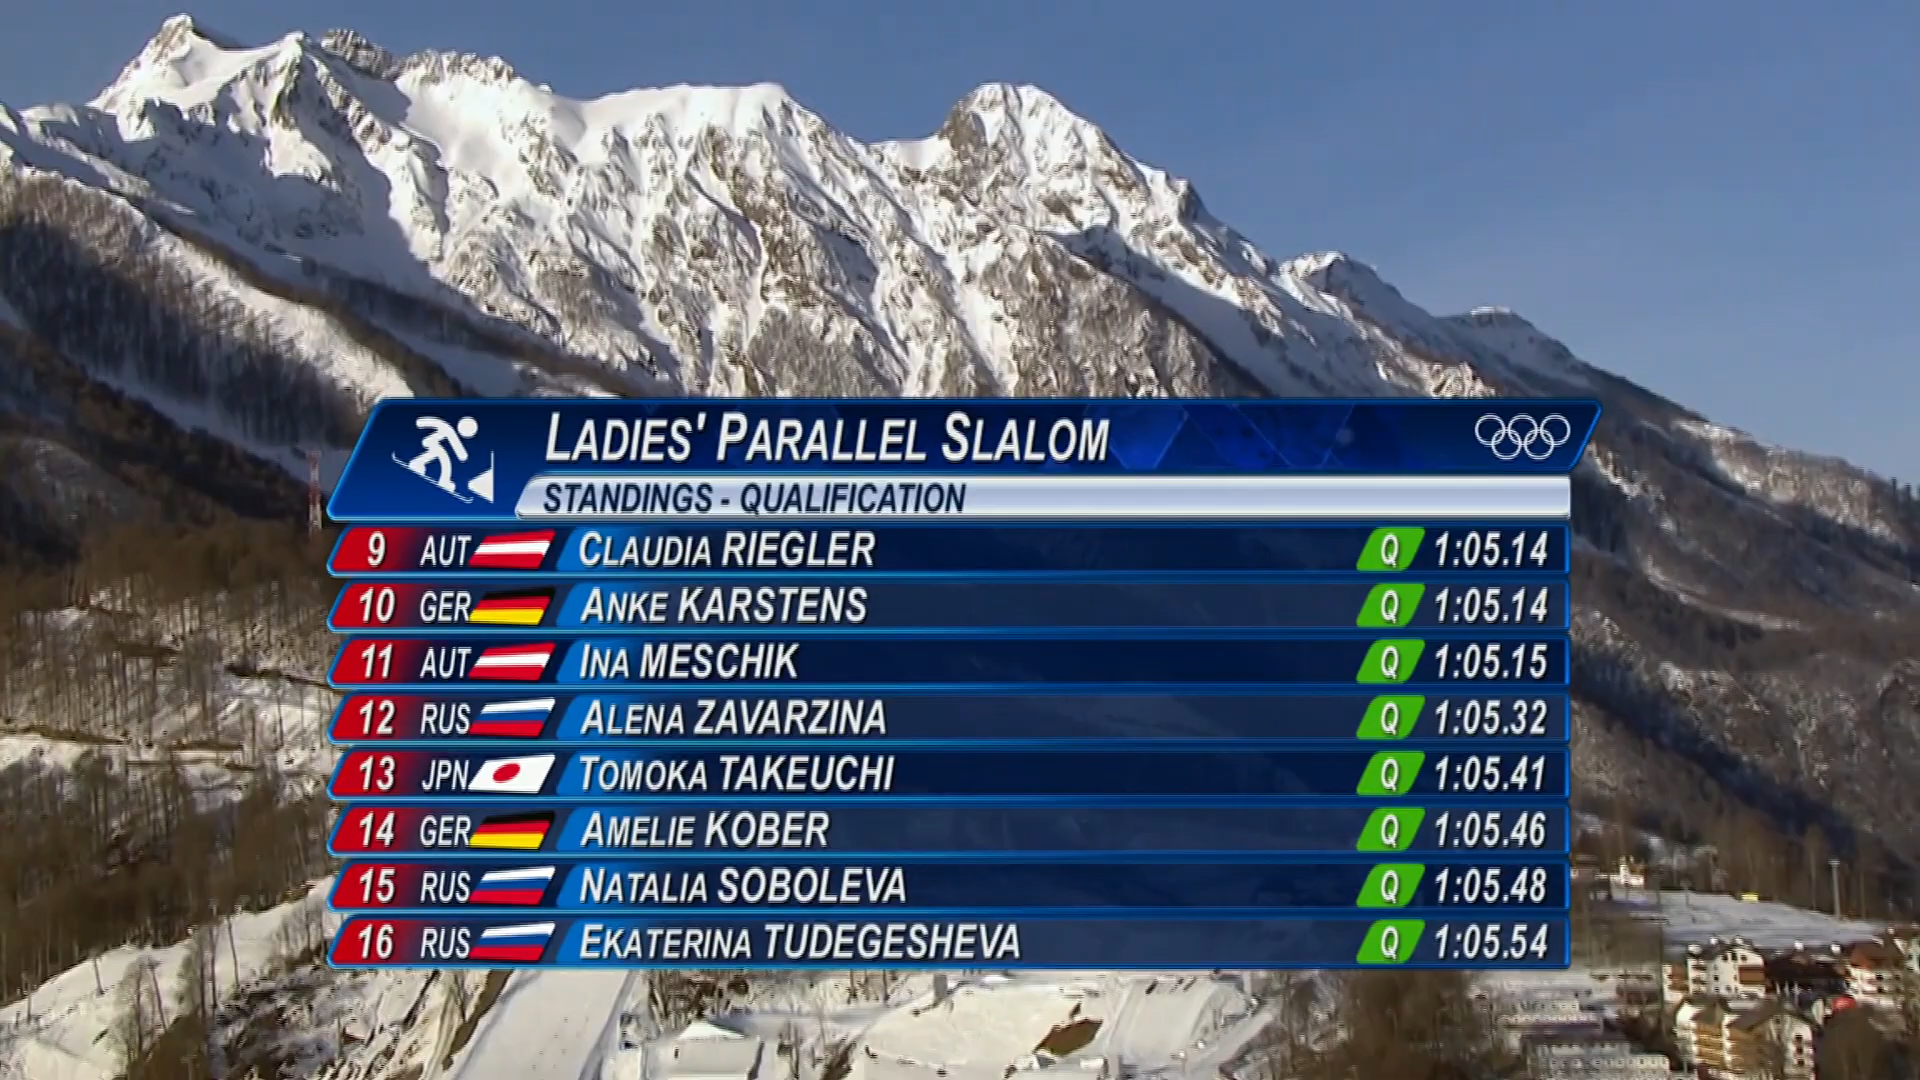 LADIES' PARALLEL SLALOM
STANDINGS - QUALIFICATION
9 AUT CLAUDIA RIEGLER Q 1:05.14
10 GER ANKE KARSTENS Q 1:05.14
11 AUT INA MESCHIK Q 1:05.15
12 RUS ALENA ZAVARZINA Q 1:05.32
13 JPN TOMOKA TAKEUCHI Q 1:05.41
14 GER AMELIE KOBER Q 1:05.46
15 RUS NATALIA SOBOLEVA Q 1:05.48
16 RUS EKATERINA TUDEGESHEVA Q 1:05.54